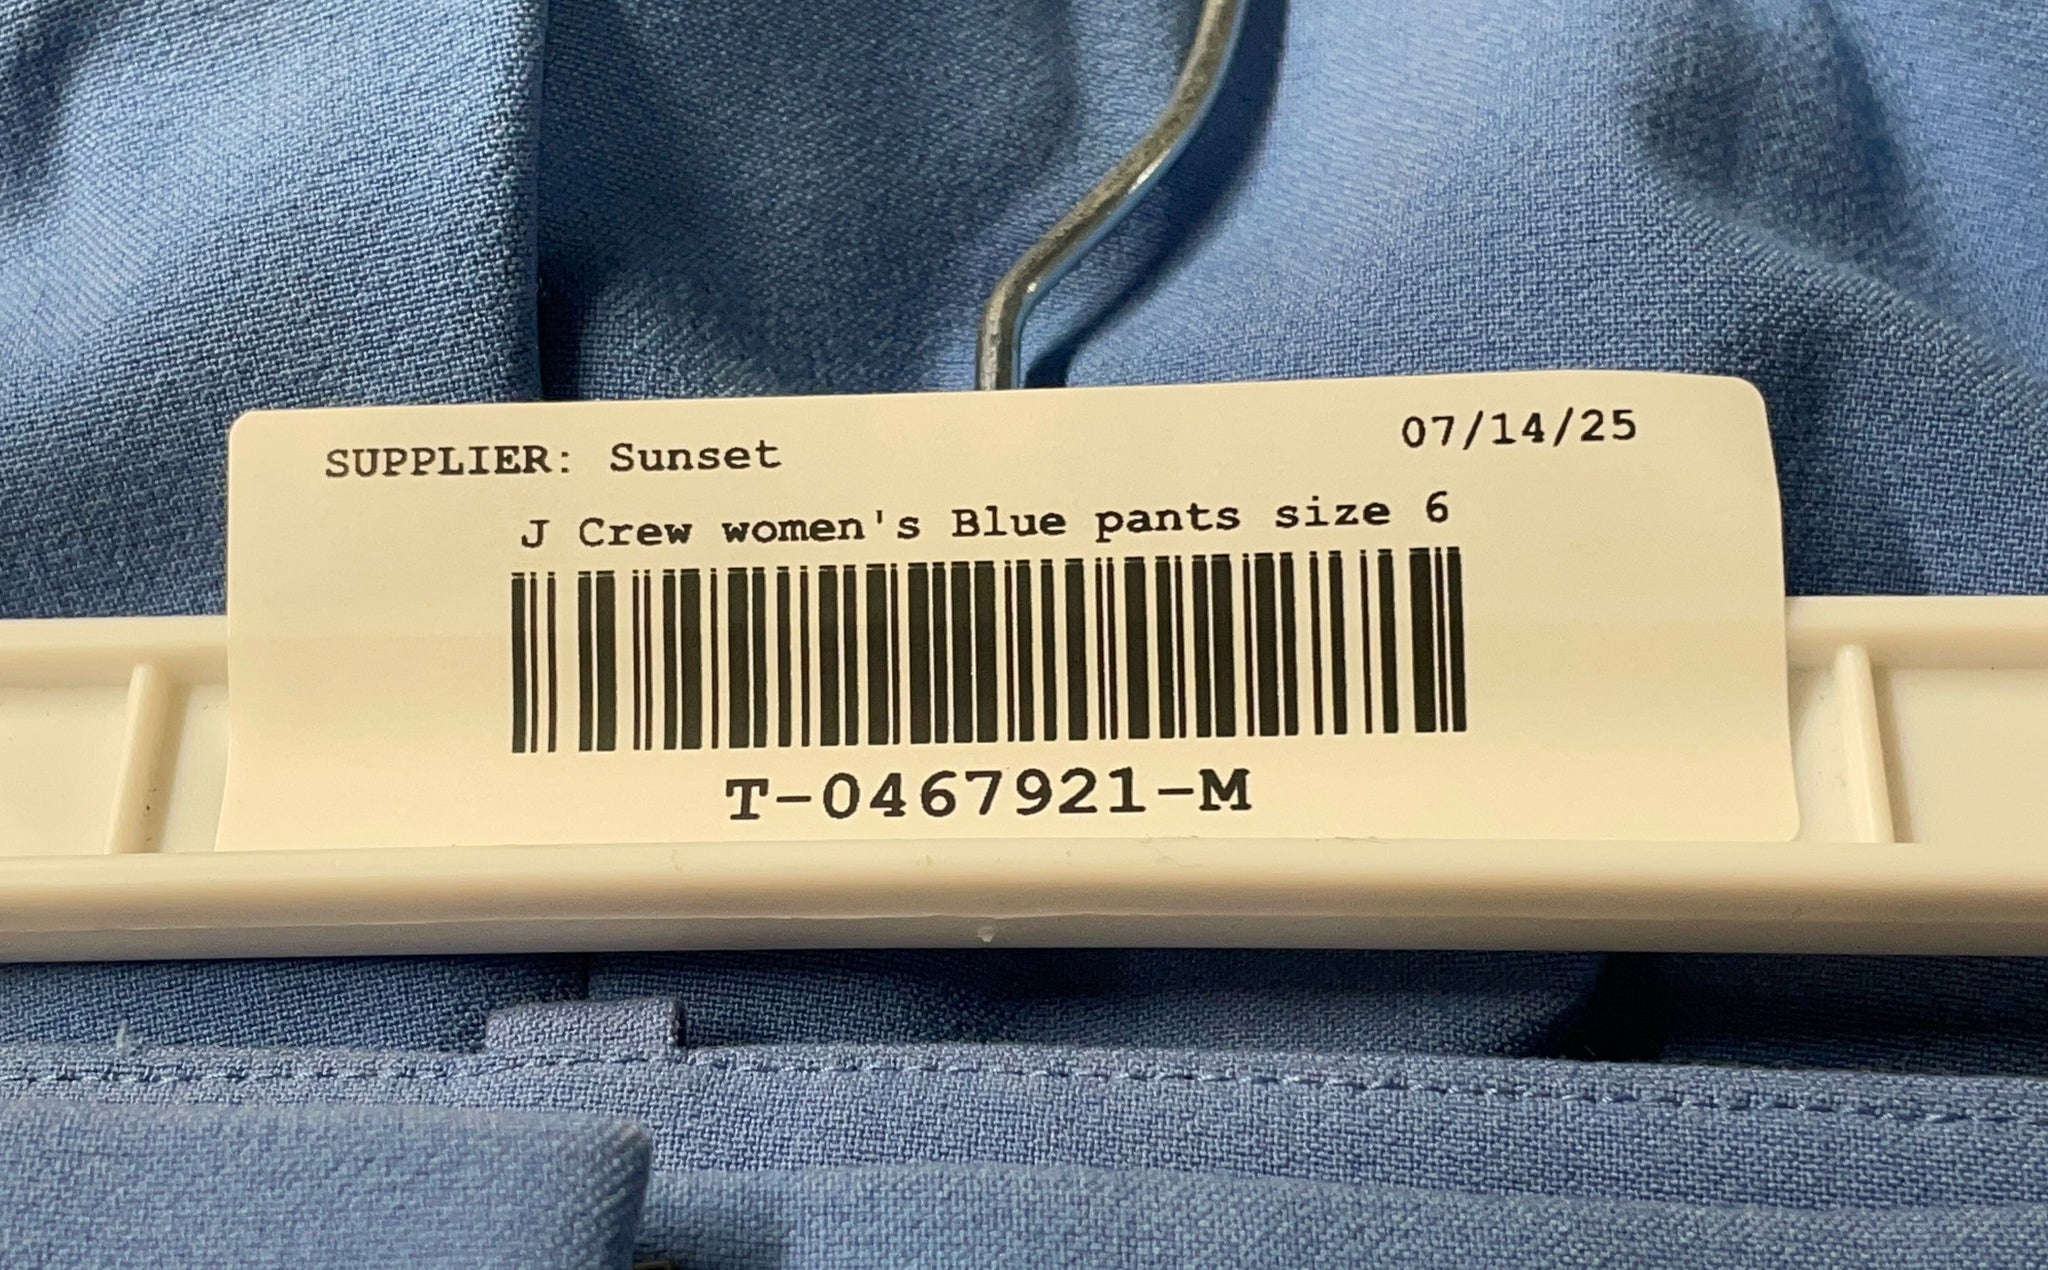 SUPPLIER: Sunset
07/14/25
J Crew women's Blue pants size 6
T-0467921-M